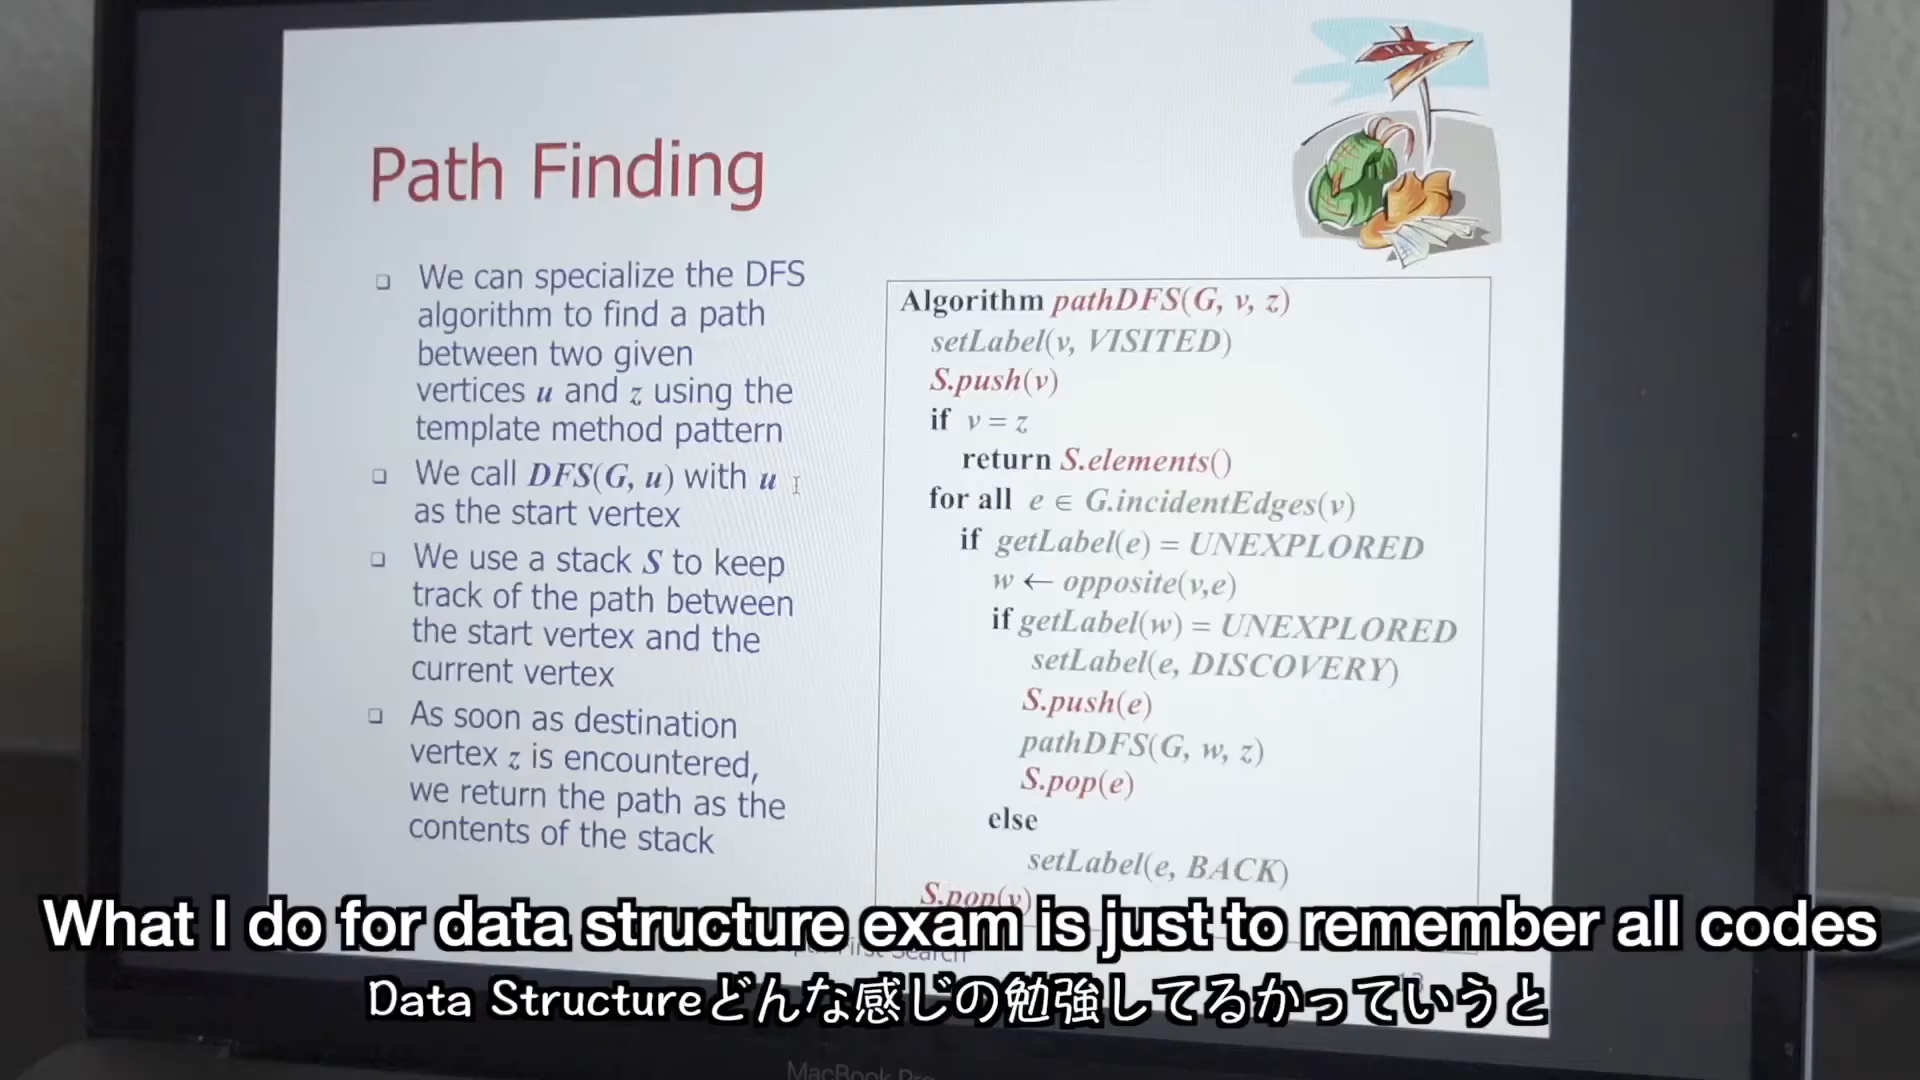 Path Finding
❑ We can specialize the DFS
algorithm to find a path
between two given
vertices u and z using the
template method pattern
❑ We call DFS(G, u) with u
as the start vertex
❑ We use a stack S to keep
track of the path between
the start vertex and the
current vertex
❑ As soon as destination
vertex z is encountered,
we return the path as the
contents of the stack
Algorithm pathDFS(G, v, z)
setLabel(v, VISITED)
S.push(v)
if v = z
return S.elements()
for all e ∈ G.incidentEdges(v)
if getLabel(e) = UNEXPLORED
w ← opposite(v,e)
if getLabel(w) = UNEXPLORED
setLabel(e, DISCOVERY)
S.push(e)
pathDFS(G, w, z)
S.pop(e)
else
setLabel(e, BACK)
S.pop(v)
What I do for data structure exam is just to remember all codes
First Search
Data Structureどんな感じの勉強してるかっていうと
MacBook Pro